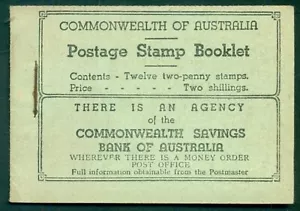 COMMONWEALTH OF AUSTRALIA
Postage Stamp Booklet
Contents - Twelve two-penny stamps.
Price - - - - - Two shillings.
THERE IS AN AGENCY
of the
COMMONWEALTH SAVINGS
BANK OF AUSTRALIA
WHEREVER THERE IS A MONEY ORDER
POST OFFICE
Full information obtainable from the Postmaster